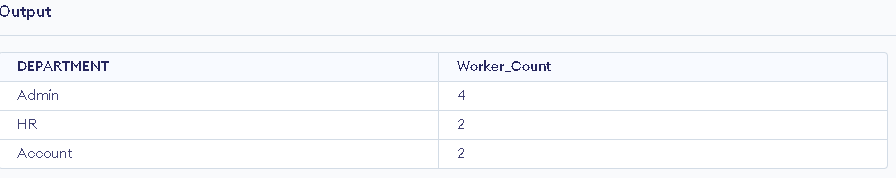 Output
DEPARTMENT Worker_Count
Admin 4
HR 2
Account 2